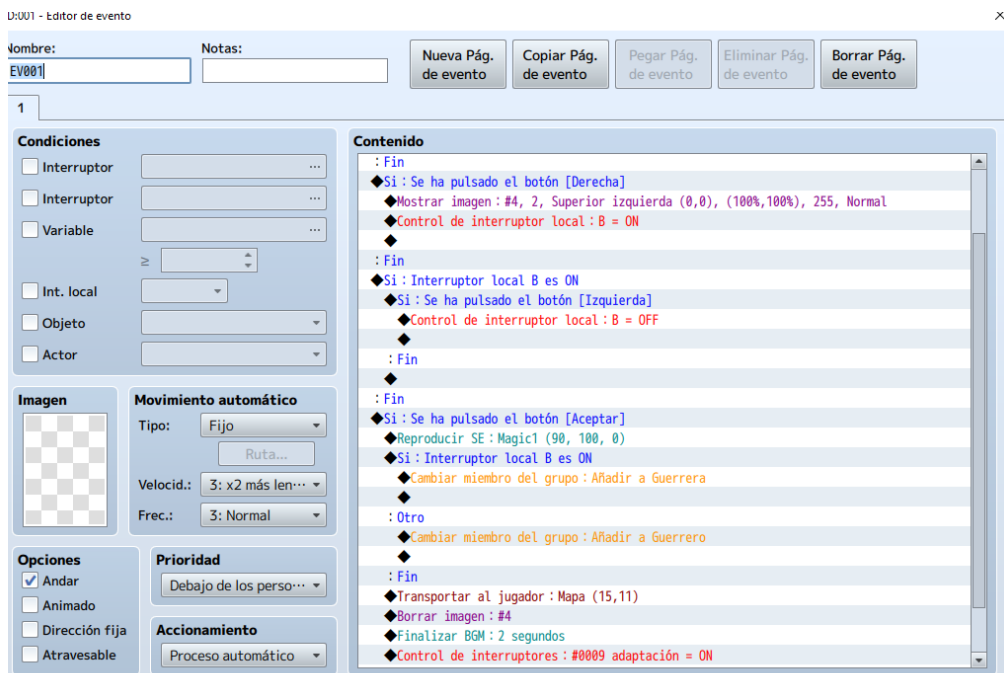 D:001 - Editor de evento
Nombre:
Notas:
EV001
Nueva Pág.
de evento
Copiar Pág.
de evento
Pegar Pág.
de evento
Eliminar Pág.
de evento
Borrar Pág.
de evento
1
Condiciones
Interruptor
Interruptor
Variable
≥
Int. local
Objeto
Actor
Imagen
Movimiento automático
Tipo:
Fijo
Ruta...
Velocid.:
3: x2 más len···
Frec.:
3: Normal
Opciones
Andar
Animado
Dirección fija
Atravesable
Prioridad
Debajo de los perso···
Accionamiento
Proceso automático
Contenido
: Fin
◆Si : Se ha pulsado el botón [Derecha]
◆Mostrar imagen : #4, 2, Superior izquierda (0,0), (100%,100%), 255, Normal
◆Control de interruptor local : B = ON
◆
: Fin
◆Si : Interruptor local B es ON
◆Si : Se ha pulsado el botón [Izquierda]
◆Control de interruptor local : B = OFF
◆
: Fin
◆
: Fin
◆Si : Se ha pulsado el botón [Aceptar]
◆Reproducir SE : Magic1 (90, 100, 0)
◆Si : Interruptor local B es ON
◆Cambiar miembro del grupo : Añadir a Guerrera
◆
: Otro
◆Cambiar miembro del grupo : Añadir a Guerrero
◆
: Fin
◆Transportar al jugador : Mapa (15,11)
◆Borrar imagen : #4
◆Finalizar BGM : 2 segundos
◆Control de interruptores : #0009 adaptación = ON